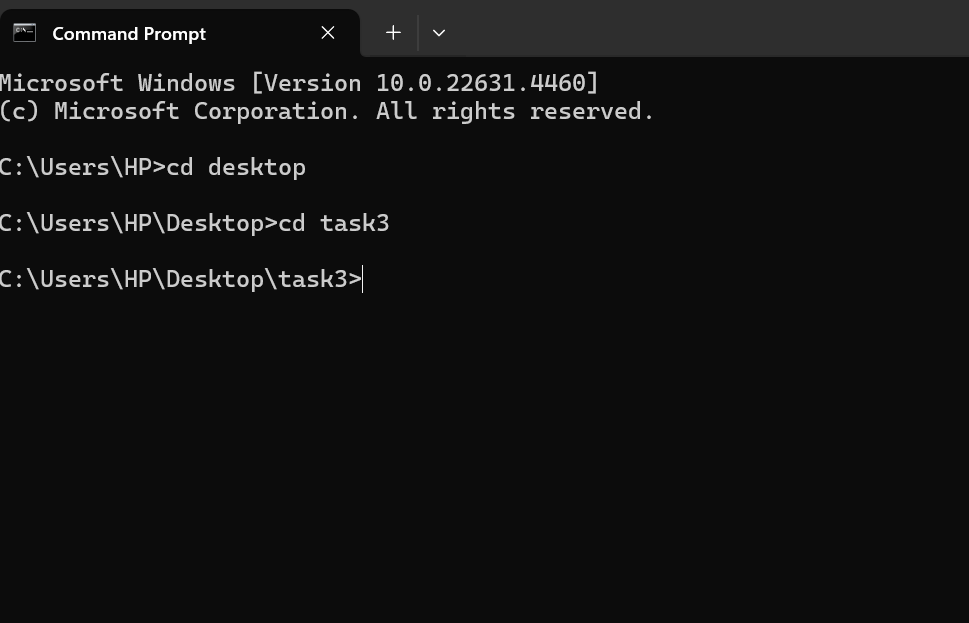 Command Prompt
Microsoft Windows [Version 10.0.22631.4460]
(c) Microsoft Corporation. All rights reserved.
C:\Users\HP>cd desktop
C:\Users\HP\Desktop>cd task3
C:\Users\HP\Desktop\task3>